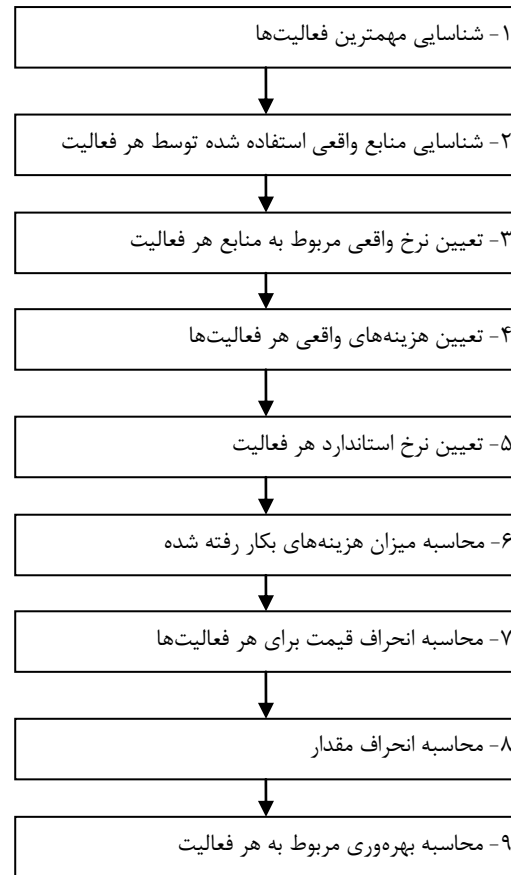 ۱- شناسایی مهمترین فعالیت‌ها
۲- شناسایی منابع واقعی استفاده شده توسط هر فعالیت
۳- تعیین نرخ واقعی مربوط به منابع هر فعالیت
۴- تعیین هزینه‌های واقعی هر فعالیت‌ها
۵- تعیین نرخ استاندارد هر فعالیت
۶- محاسبه میزان هزینه‌های بکار رفته شده
۷- محاسبه انحراف قیمت برای هر فعالیت‌ها
۸- محاسبه انحراف مقدار
۹- محاسبه بهره‌وری مربوط به هر فعالیت